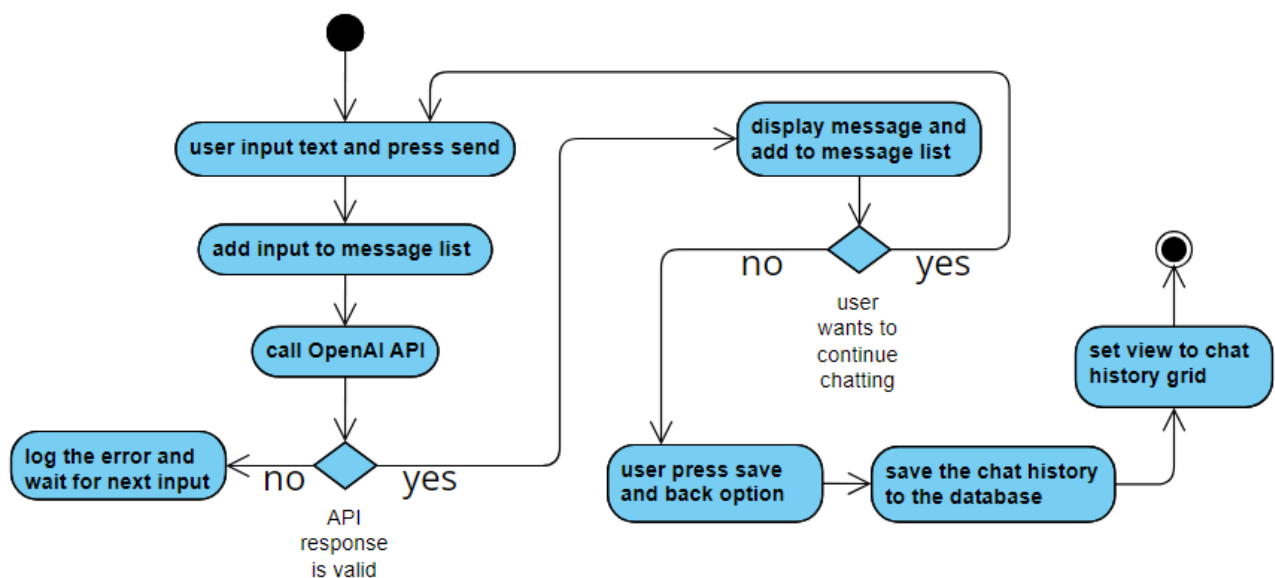 user input text and press send
add input to message list
call OpenAI API
log the error and
wait for next input
no
yes
API
response
is valid
display message and
add to message list
no
yes
user
wants to
continue
chatting
user press save
and back option
save the chat history
to the database
set view to chat
history grid